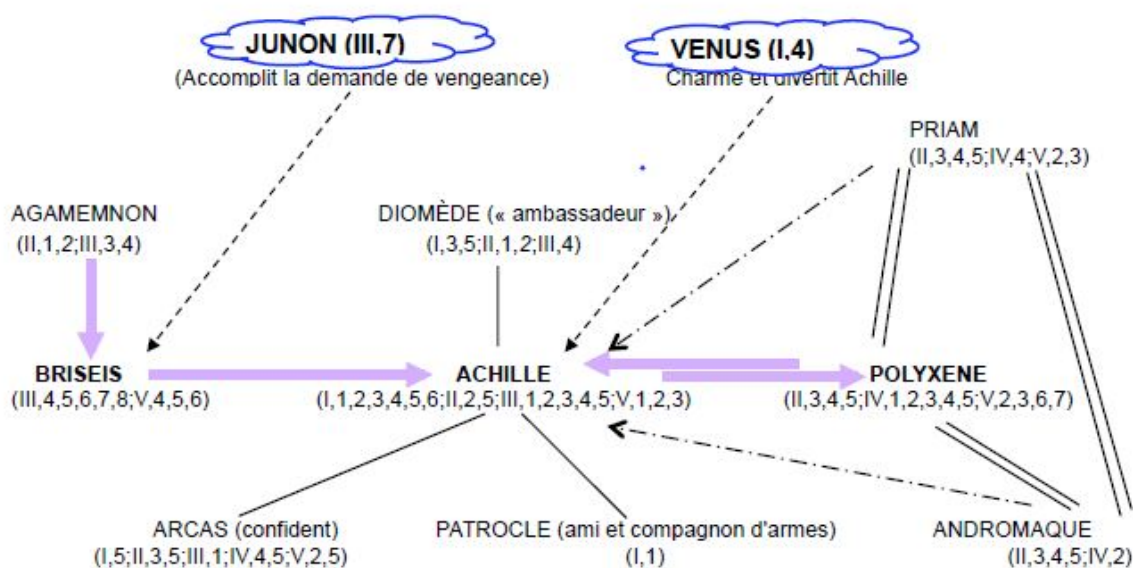 JUNON (III,7)
(Accomplit la demande de vengeance)
VENUS (I,4)
Charme et divertit Achille
PRIAM
(II,3,4,5;IV,4;V,2,3)
AGAMEMNON
(II,1,2;III,3,4)
DIOMÈDE (« ambassadeur »)
(I,3,5;II,1,2;III,4)
BRISEIS
(III,4,5,6,7,8;V,4,5,6)
ACHILLE
(I,1,2,3,4,5,6;II,2,5;III,1,2,3,4,5;V,1,2,3)
POLYXENE
(II,3,4,5;IV,1,2,3,4,5;V,2,3,6,7)
ARCAS (confident)
(I,5;II,3,5;III,1;IV,4,5;V,2,5)
PATROCLE (ami et compagnon d'armes)
(I,1)
ANDROMAQUE
(II,3,4,5;IV,2)